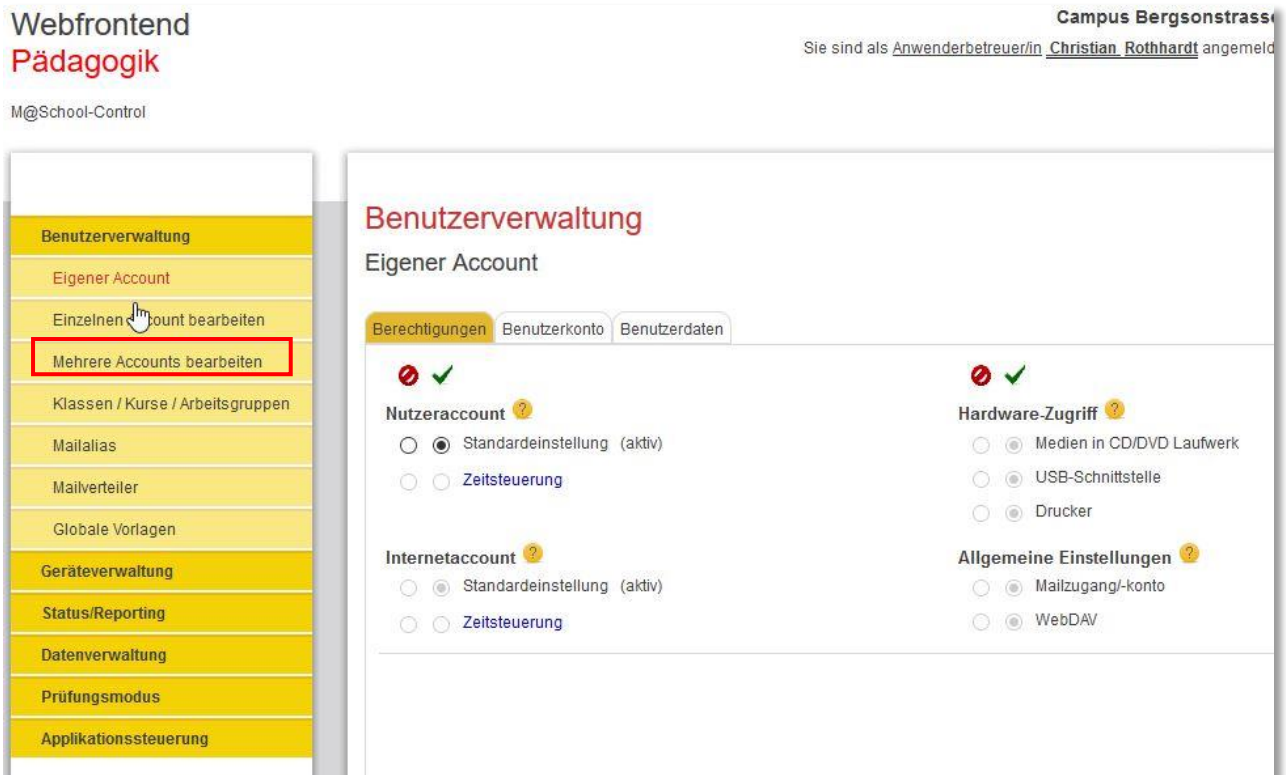 Webfrontend
Pädagogik
M@School-Control
Campus Bergsonstrasse
Sie sind als Anwenderbetreuer/in Christian Rothhardt angemeld
Benutzerverwaltung
Eigener Account
Einzelnen Account bearbeiten
Mehrere Accounts bearbeiten
Klassen / Kurse / Arbeitsgruppen
Mailalias
Mailverteiler
Globale Vorlagen
Geräteverwaltung
Status/Reporting
Datenverwaltung
Prüfungsmodus
Applikationssteuerung
Benutzerverwaltung
Eigener Account
Berechtigungen Benutzerkonto Benutzerdaten
Nutzeraccount ?
Standardeinstellung (aktiv)
Zeitsteuerung
Internetaccount ?
Standardeinstellung (aktiv)
Zeitsteuerung
Hardware-Zugriff ?
Medien in CD/DVD Laufwerk
USB-Schnittstelle
Drucker
Allgemeine Einstellungen ?
Mailzugang/-konto
WebDAV